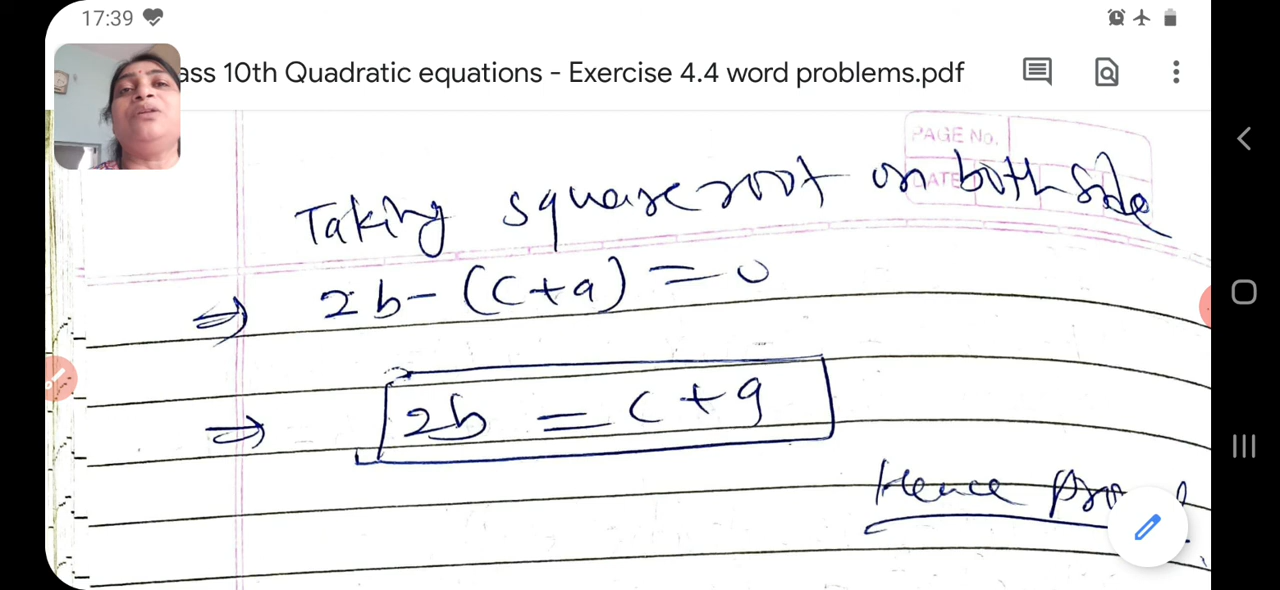 17:39
ass 10th Quadratic equations - Exercise 4.4 word problems.pdf
PAGE No.
DATE
Taking square root on both side
⇒ 2b - (c+a) = 0
⇒ 2b = c+a
Hence